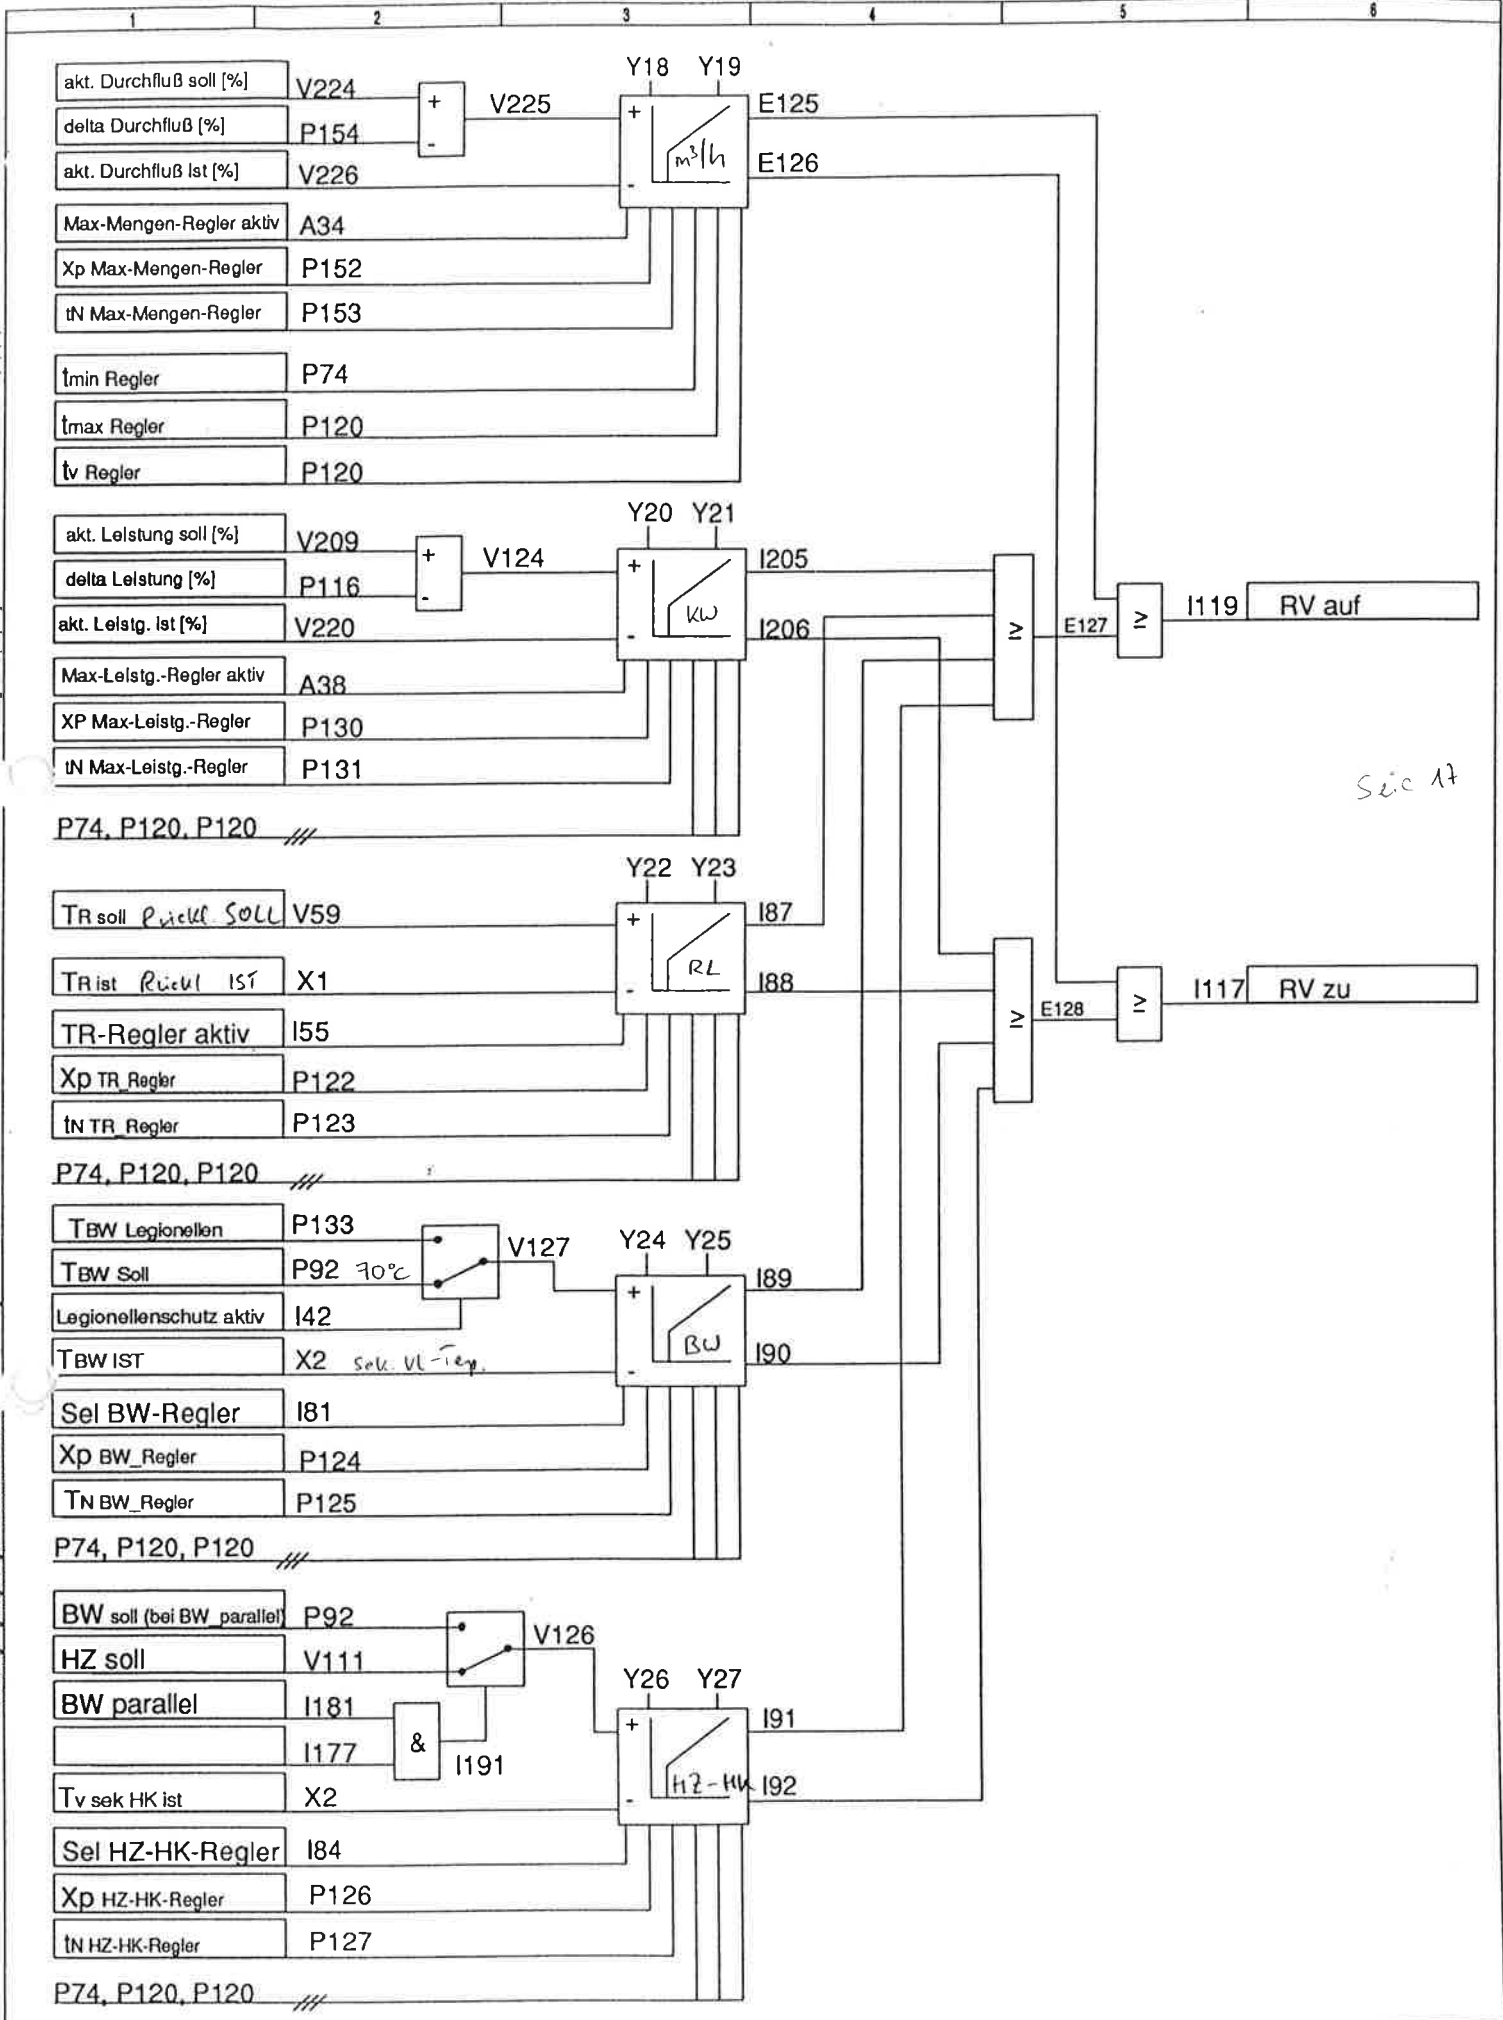 1 2 3 4 5 6
Y18 Y19
akt. Durchfluß soll [%] V224
+
-
V225
+
-
m³/h
E125
delta Durchfluß [%] P154
E126
akt. Durchfluß Ist [%] V226
Max-Mengen-Regler aktiv A34
Xp Max-Mengen-Regler P152
tN Max-Mengen-Regler P153
tmin Regler P74
tmax Regler P120
tv Regler P120
Y20 Y21
akt. Leistung soll [%] V209
+
-
V124
+
-
KW
I205
delta Leistung [%] P116
akt. Leistg. Ist [%] V220
I206
≥ E127 ≥ I119 RV auf
Max-Leistg.-Regler aktiv A38
XP Max-Leistg.-Regler P130
tN Max-Leistg.-Regler P131
17
P74, P120, P120
Y22 Y23
TR soll Rückl. SOLL V59
+
-
RL
I87
TR ist Rückl IST X1
I88
≥ E128 ≥ I117 RV zu
TR-Regler aktiv I55
Xp TR_Regler P122
tN TR_Regler P123
P74, P120, P120
TBW Legionellen P133
V127
Y24 Y25
TBW Soll P92 70°C
+
-
BW
I89
Legionellenschutz aktiv I42
TBW IST X2 Sek. VL-Temp.
I90
Sel BW-Regler I81
Xp BW_Regler P124
TN BW_Regler P125
P74, P120, P120
BW soll (bei BW_parallel) P92
V126
HZ soll V111
Y26 Y27
BW parallel I181
&
I191
+
-
HZ-HK
I91
I177
Tv sek HK ist X2
I92
Sel HZ-HK-Regler I84
Xp HZ-HK-Regler P126
tN HZ-HK-Regler P127
P74, P120, P120